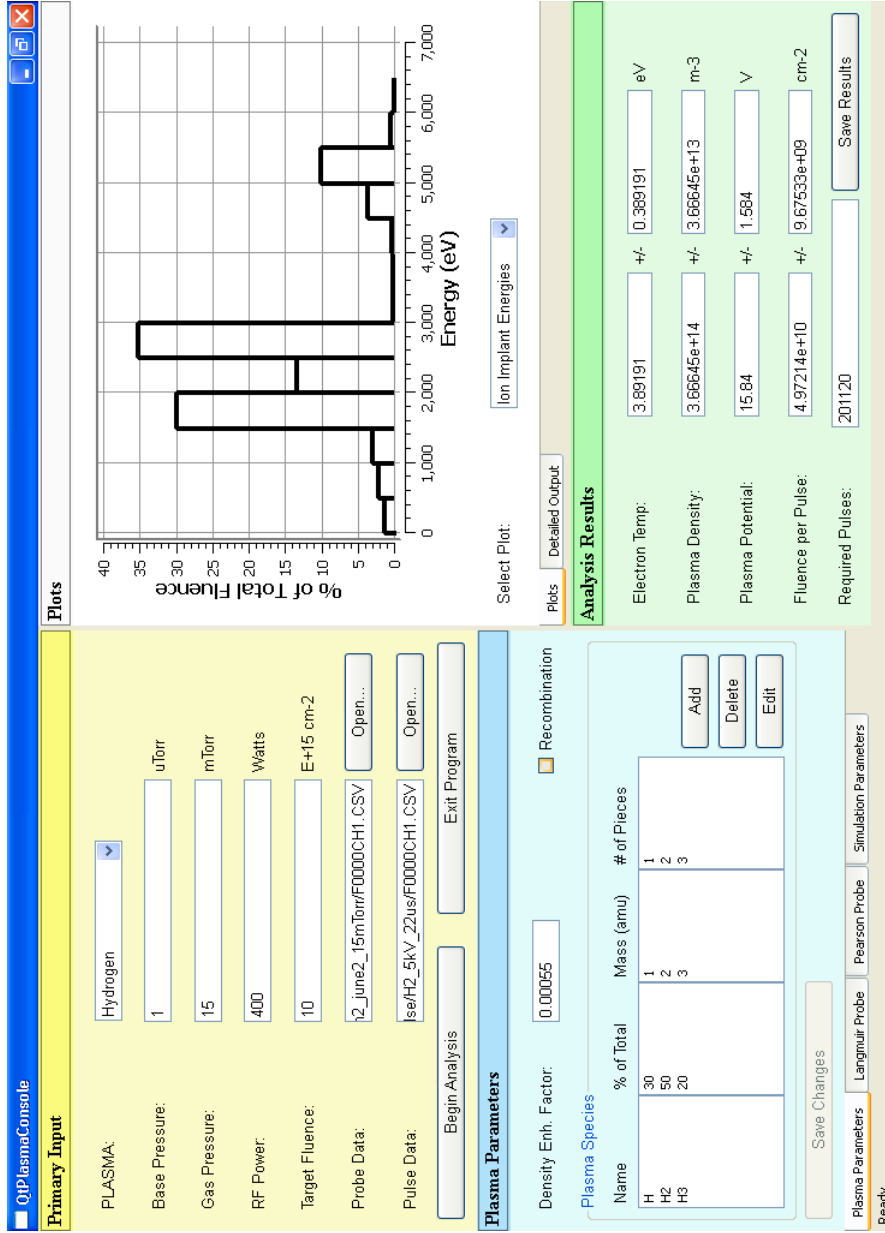 QtPlasmaConsole
Primary Input
PLASMA: Hydrogen
Base Pressure: 1 uTorr
Gas Pressure: 15 mTorr
RF Power: 400 Watts
Target Fluence: 10 E+15 cm-2
Probe Data: h2_june2_15mTorr/F0000CH1.CSV Open...
Pulse Data: lse/H2_5kV_22us/F0000CH1.CSV Open...
Begin Analysis Exit Program
Plasma Parameters
Density Enh. Factor: 0.00055 Recombination
Plasma Species
Name % of Total Mass (amu) # of Pieces
H 30 1 1
H2 50 2 2
H3 20 3 3
Add
Delete
Edit
Save Changes
Plasma Parameters Langmuir Probe Pearson Probe Simulation Parameters
Ready
Plots
% of Total Fluence
40
35
30
25
20
15
10
5
0
0 1,000 2,000 3,000 4,000 5,000 6,000 7,000
Energy (eV)
Select Plot: Ion Implant Energies
Plots Detailed Output
Analysis Results
Electron Temp: 3.89191 +/- 0.389191 eV
Plasma Density: 3.66645e+14 +/- 3.66645e+13 m-3
Plasma Potential: 15.84 +/- 1.584 V
Fluence per Pulse: 4.97214e+10 +/- 9.67533e+09 cm-2
Required Pulses: 201120 Save Results